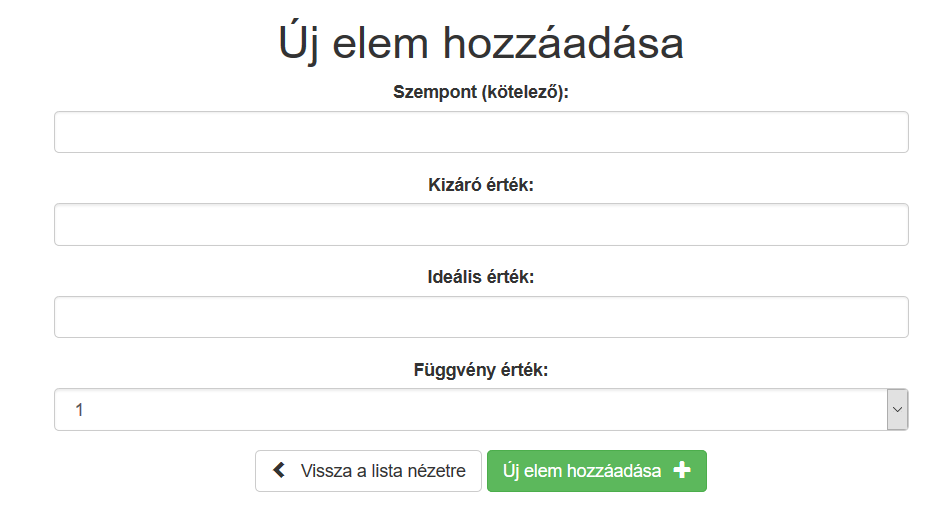 Új elem hozzáadása
Szempont (kötelező):
Kizáró érték:
Ideális érték:
Függvény érték:
1
Vissza a lista nézetre
Új elem hozzáadása